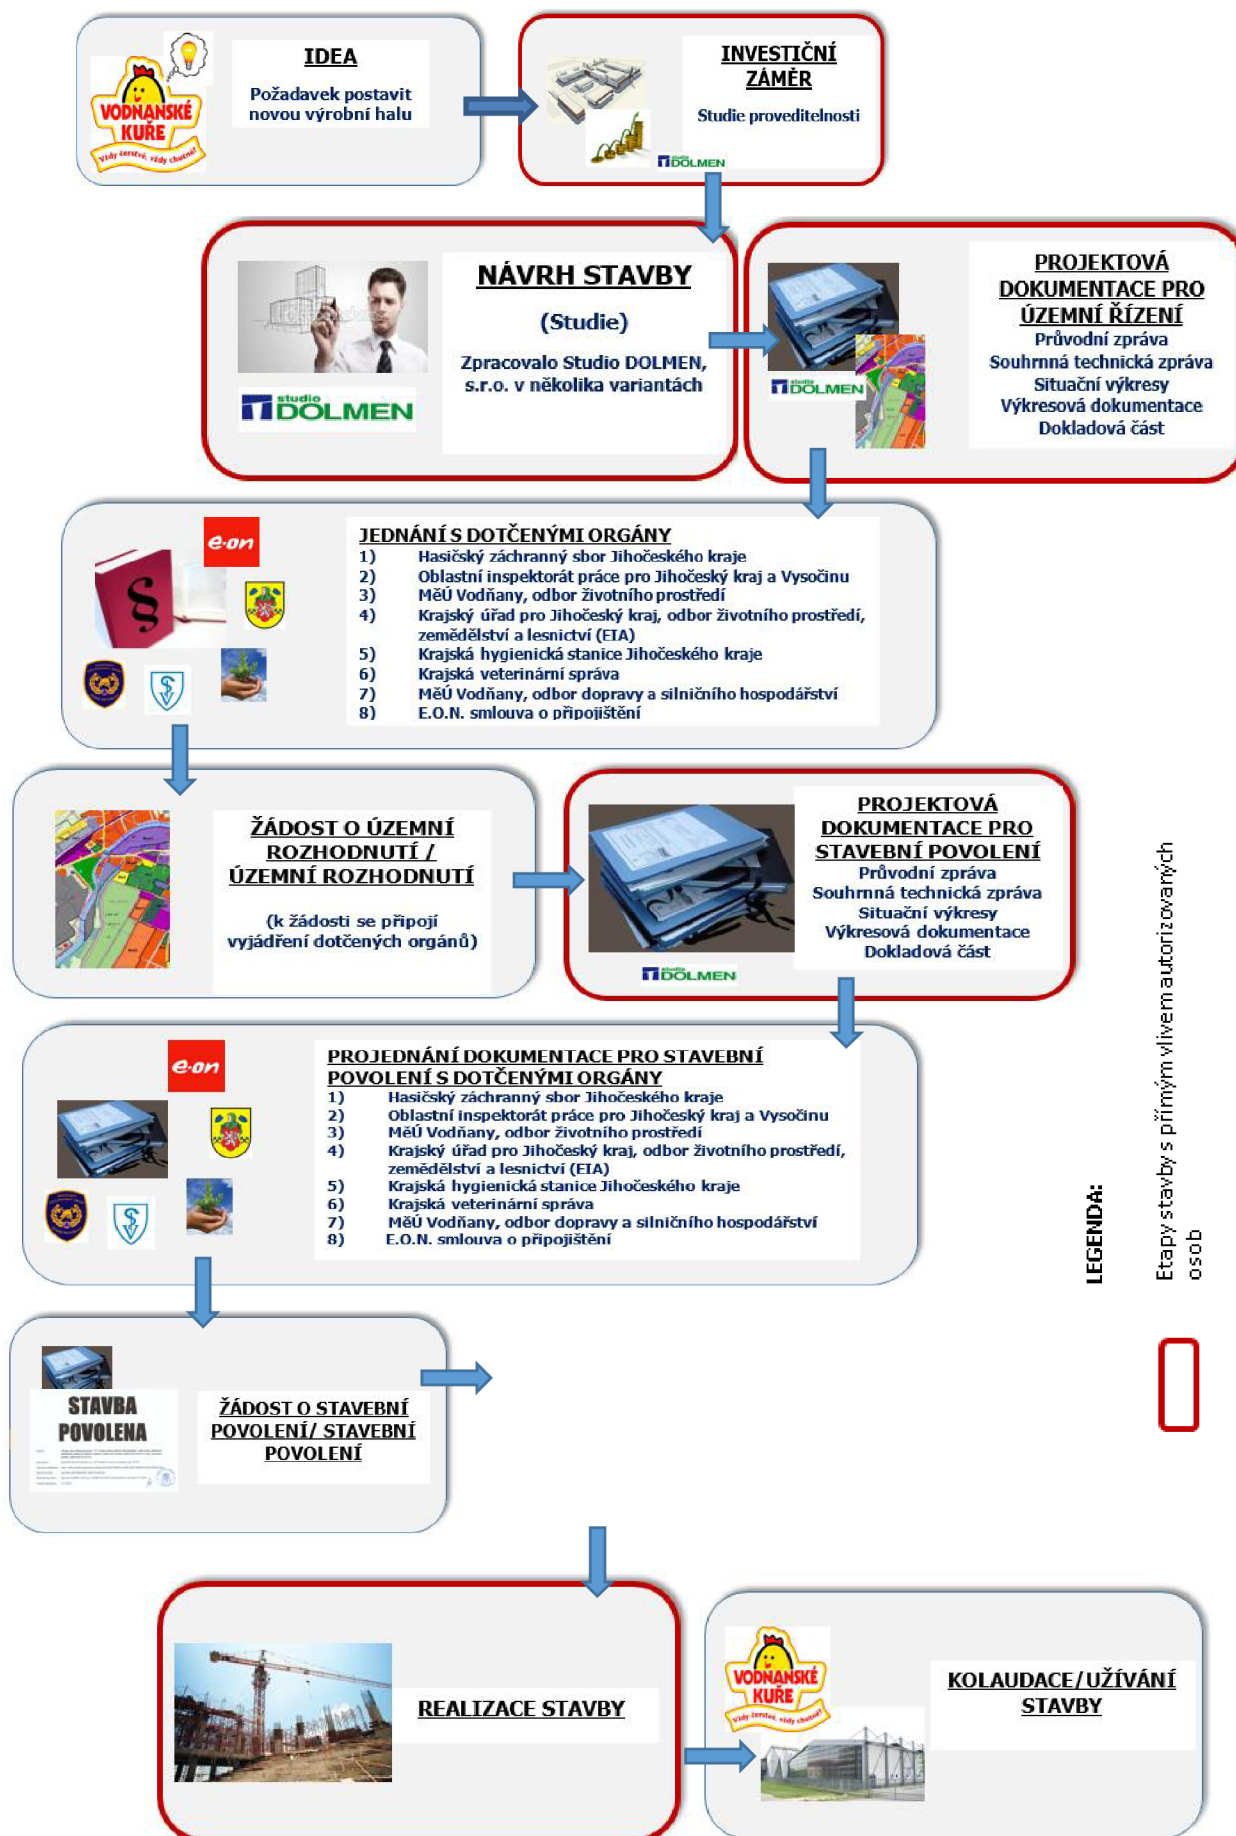 IDEA
Požadavek postavit
novou výrobní halu
VODŇANSKÉ
KUŘE
Vždy čerstvé, vždy chutné!
INVESTIČNÍ
ZÁMĚR
Studie proveditelnosti
studio
DOLMEN
NÁVRH STAVBY
(Studie)
Zpracovalo Studio DOLMEN,
s.r.o. v několika variantách
studio
DOLMEN
PROJEKTOVÁ
DOKUMENTACE PRO
ÚZEMNÍ ŘÍZENÍ
Průvodní zpráva
Souhrnná technická zpráva
Situační výkresy
Výkresová dokumentace
Dokladová část
studio
DOLMEN
e·on
§
JEDNÁNÍ S DOTČENÝMI ORGÁNY
1) Hasičský záchranný sbor Jihočeského kraje
2) Oblastní inspektorát práce pro Jihočeský kraj a Vysočinu
3) MěÚ Vodňany, odbor životního prostředí
4) Krajský úřad pro Jihočeský kraj, odbor životního prostředí,
zemědělství a lesnictví (EIA)
5) Krajská hygienická stanice Jihočeského kraje
6) Krajská veterinární správa
7) MěÚ Vodňany, odbor dopravy a silničního hospodářství
8) E.O.N. smlouva o připojištění
ŽÁDOST O ÚZEMNÍ
ROZHODNUTÍ /
ÚZEMNÍ ROZHODNUTÍ
(k žádosti se připojí
vyjádření dotčených orgánů)
PROJEKTOVÁ
DOKUMENTACE PRO
STAVEBNÍ POVOLENÍ
Průvodní zpráva
Souhrnná technická zpráva
Situační výkresy
Výkresová dokumentace
Dokladová část
studio
DOLMEN
e·on
PROJEDNÁNÍ DOKUMENTACE PRO STAVEBNÍ
POVOLENÍ S DOTČENÝMI ORGÁNY
1) Hasičský záchranný sbor Jihočeského kraje
2) Oblastní inspektorát práce pro Jihočeský kraj a Vysočinu
3) MěÚ Vodňany, odbor životního prostředí
4) Krajský úřad pro Jihočeský kraj, odbor životního prostředí,
zemědělství a lesnictví (EIA)
5) Krajská hygienická stanice Jihočeského kraje
6) Krajská veterinární správa
7) MěÚ Vodňany, odbor dopravy a silničního hospodářství
8) E.O.N. smlouva o připojištění
STAVBA
POVOLENA
ŽÁDOST O STAVEBNÍ
POVOLENÍ/ STAVEBNÍ
POVOLENÍ
REALIZACE STAVBY
VODŇANSKÉ
KUŘE
Vždy čerstvé, vždy chutné!
KOLAUDACE/UŽÍVÁNÍ
STAVBY
LEGENDA:
Etapy stavby s přímým vlivem autorizovaných
osob